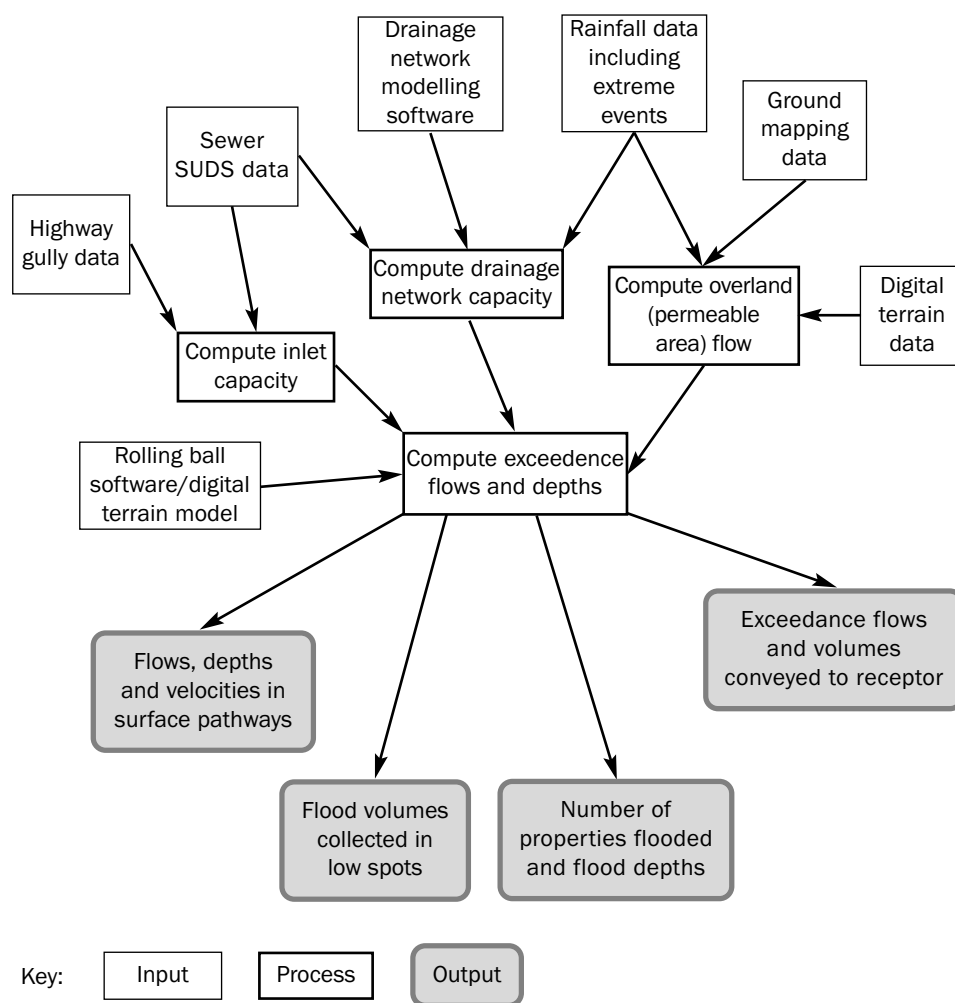 Drainage
network
modelling
software
Rainfall data
including
extreme
events
Ground
mapping
data
Sewer
SUDS data
Highway
gully data
Compute drainage
network capacity
Compute overland
(permeable
area) flow
Digital
terrain
data
Compute inlet
capacity
Rolling ball
software/digital
terrain model
Compute exceedence
flows and depths
Flows, depths
and velocities in
surface pathways
Exceedance flows
and volumes
conveyed to receptor
Flood volumes
collected in
low spots
Number of
properties flooded
and flood depths
Key:
Input
Process
Output